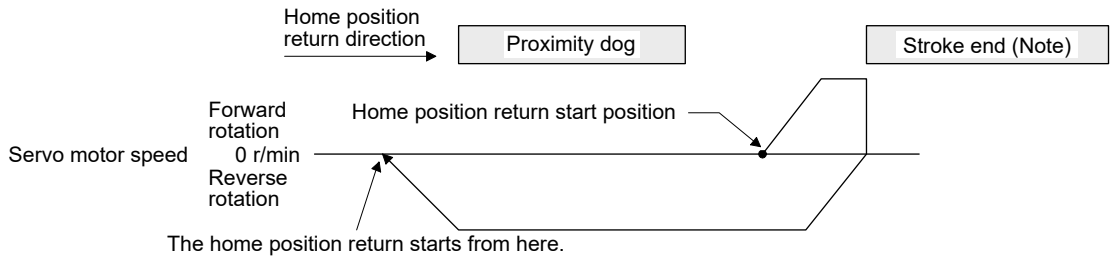 Home position
return direction
Proximity dog
Stroke end (Note)
Home position return start position
Forward
rotation
Servo motor speed 0 r/min
Reverse
rotation
The home position return starts from here.